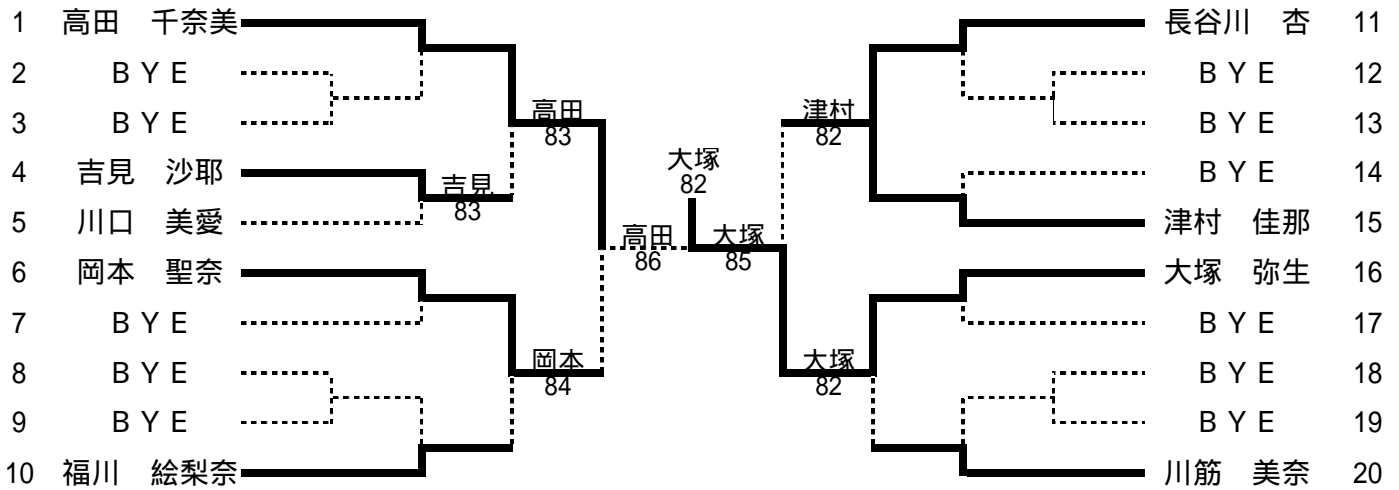 1 高田 千奈美
2 ＢＹＥ
3 ＢＹＥ
4 吉見 沙耶
5 川口 美愛
6 岡本 聖奈
7 ＢＹＥ
8 ＢＹＥ
9 ＢＹＥ
10 福川 絵梨奈
吉見
83
高田
83
岡本
84
高田
86
大塚
82
大塚
85
津村
82
大塚
82
長谷川 杏 11
ＢＹＥ 12
ＢＹＥ 13
ＢＹＥ 14
津村 佳那 15
大塚 弥生 16
ＢＹＥ 17
ＢＹＥ 18
ＢＹＥ 19
川筋 美奈 20